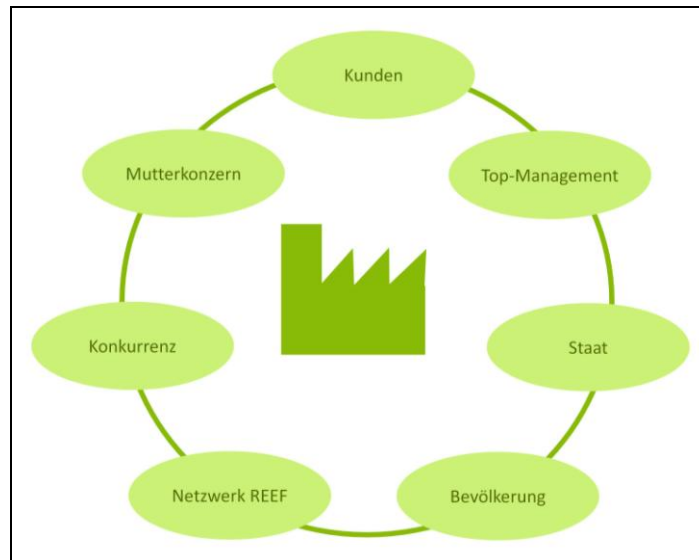 Kunden
Mutterkonzern
Top-Management
Konkurrenz
Staat
Netzwerk REEF
Bevölkerung